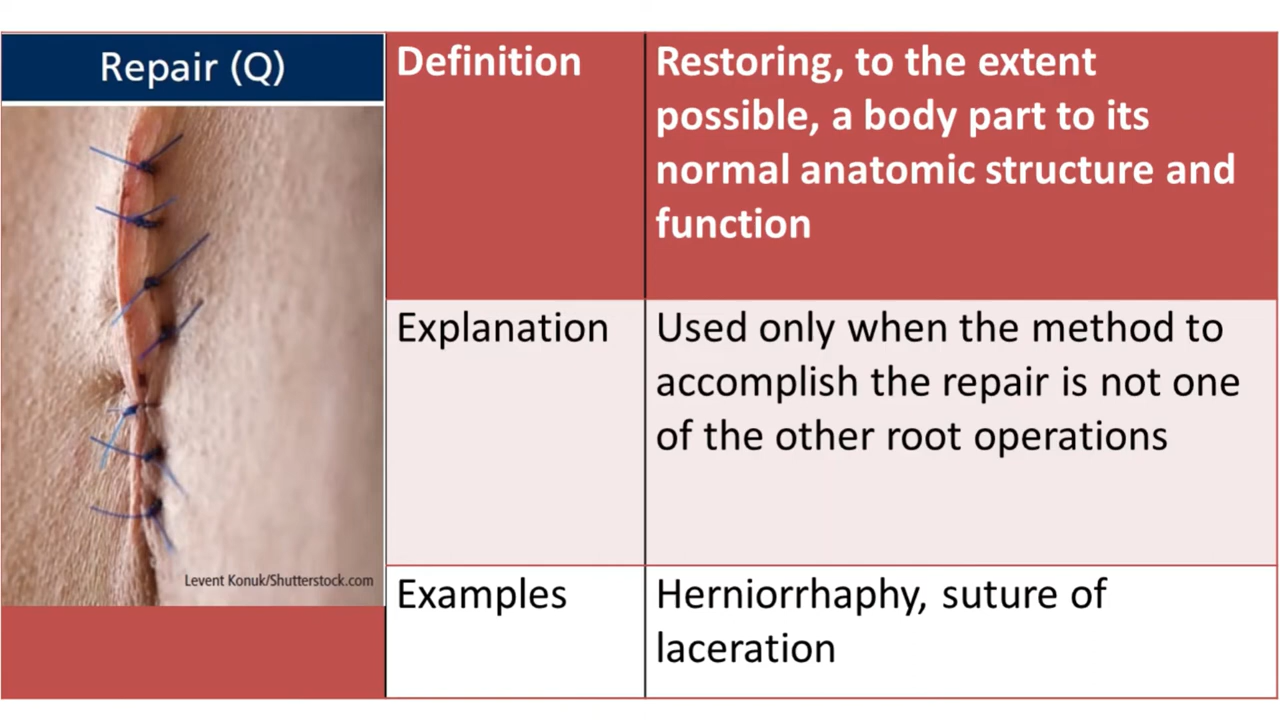 Repair (Q)
Levent Konuk/Shutterstock.com
Definition
Restoring, to the extent
possible, a body part to its
normal anatomic structure and
function
Explanation
Used only when the method to
accomplish the repair is not one
of the other root operations
Examples
Herniorrhaphy, suture of
laceration